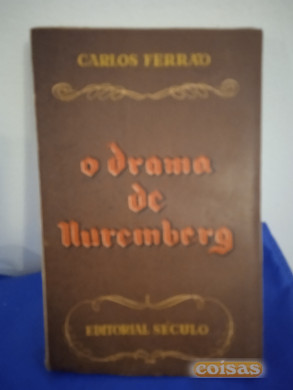 CARLOS FERRÃO
o drama
de
Nuremberg
EDITORIAL SÉCULO
coisas